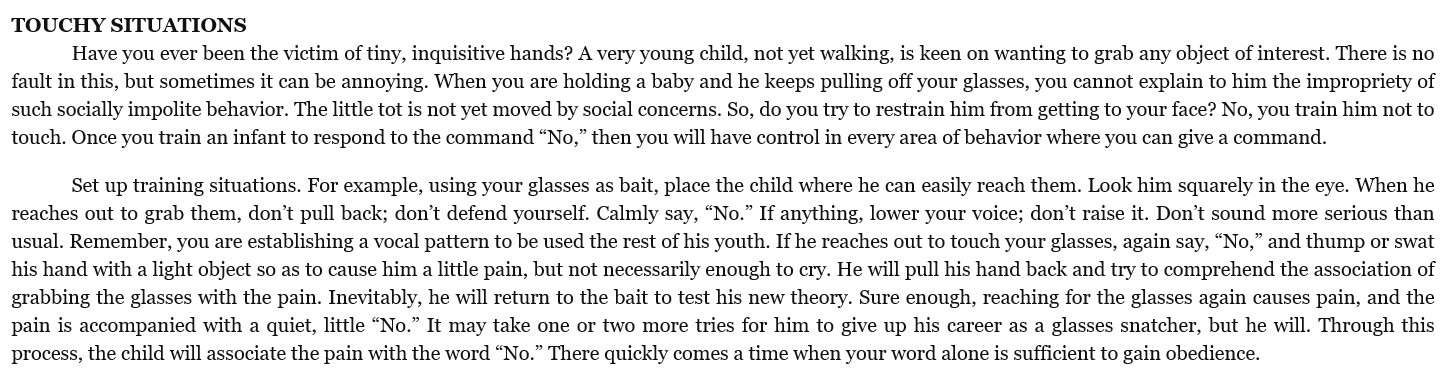 TOUCHY SITUATIONS
Have you ever been the victim of tiny, inquisitive hands? A very young child, not yet walking, is keen on wanting to grab any object of interest. There is no
fault in this, but sometimes it can be annoying. When you are holding a baby and he keeps pulling off your glasses, you cannot explain to him the impropriety of
such socially impolite behavior. The little tot is not yet moved by social concerns. So, do you try to restrain him from getting to your face? No, you train him not to
touch. Once you train an infant to respond to the command “No,” then you will have control in every area of behavior where you can give a command.
Set up training situations. For example, using your glasses as bait, place the child where he can easily reach them. Look him squarely in the eye. When he
reaches out to grab them, don’t pull back; don’t defend yourself. Calmly say, “No.” If anything, lower your voice; don’t raise it. Don’t sound more serious than
usual. Remember, you are establishing a vocal pattern to be used the rest of his youth. If he reaches out to touch your glasses, again say, “No,” and thump or swat
his hand with a light object so as to cause him a little pain, but not necessarily enough to cry. He will pull his hand back and try to comprehend the association of
grabbing the glasses with the pain. Inevitably, he will return to the bait to test his new theory. Sure enough, reaching for the glasses again causes pain, and the
pain is accompanied with a quiet, little “No.” It may take one or two more tries for him to give up his career as a glasses snatcher, but he will. Through this
process, the child will associate the pain with the word “No.” There quickly comes a time when your word alone is sufficient to gain obedience.